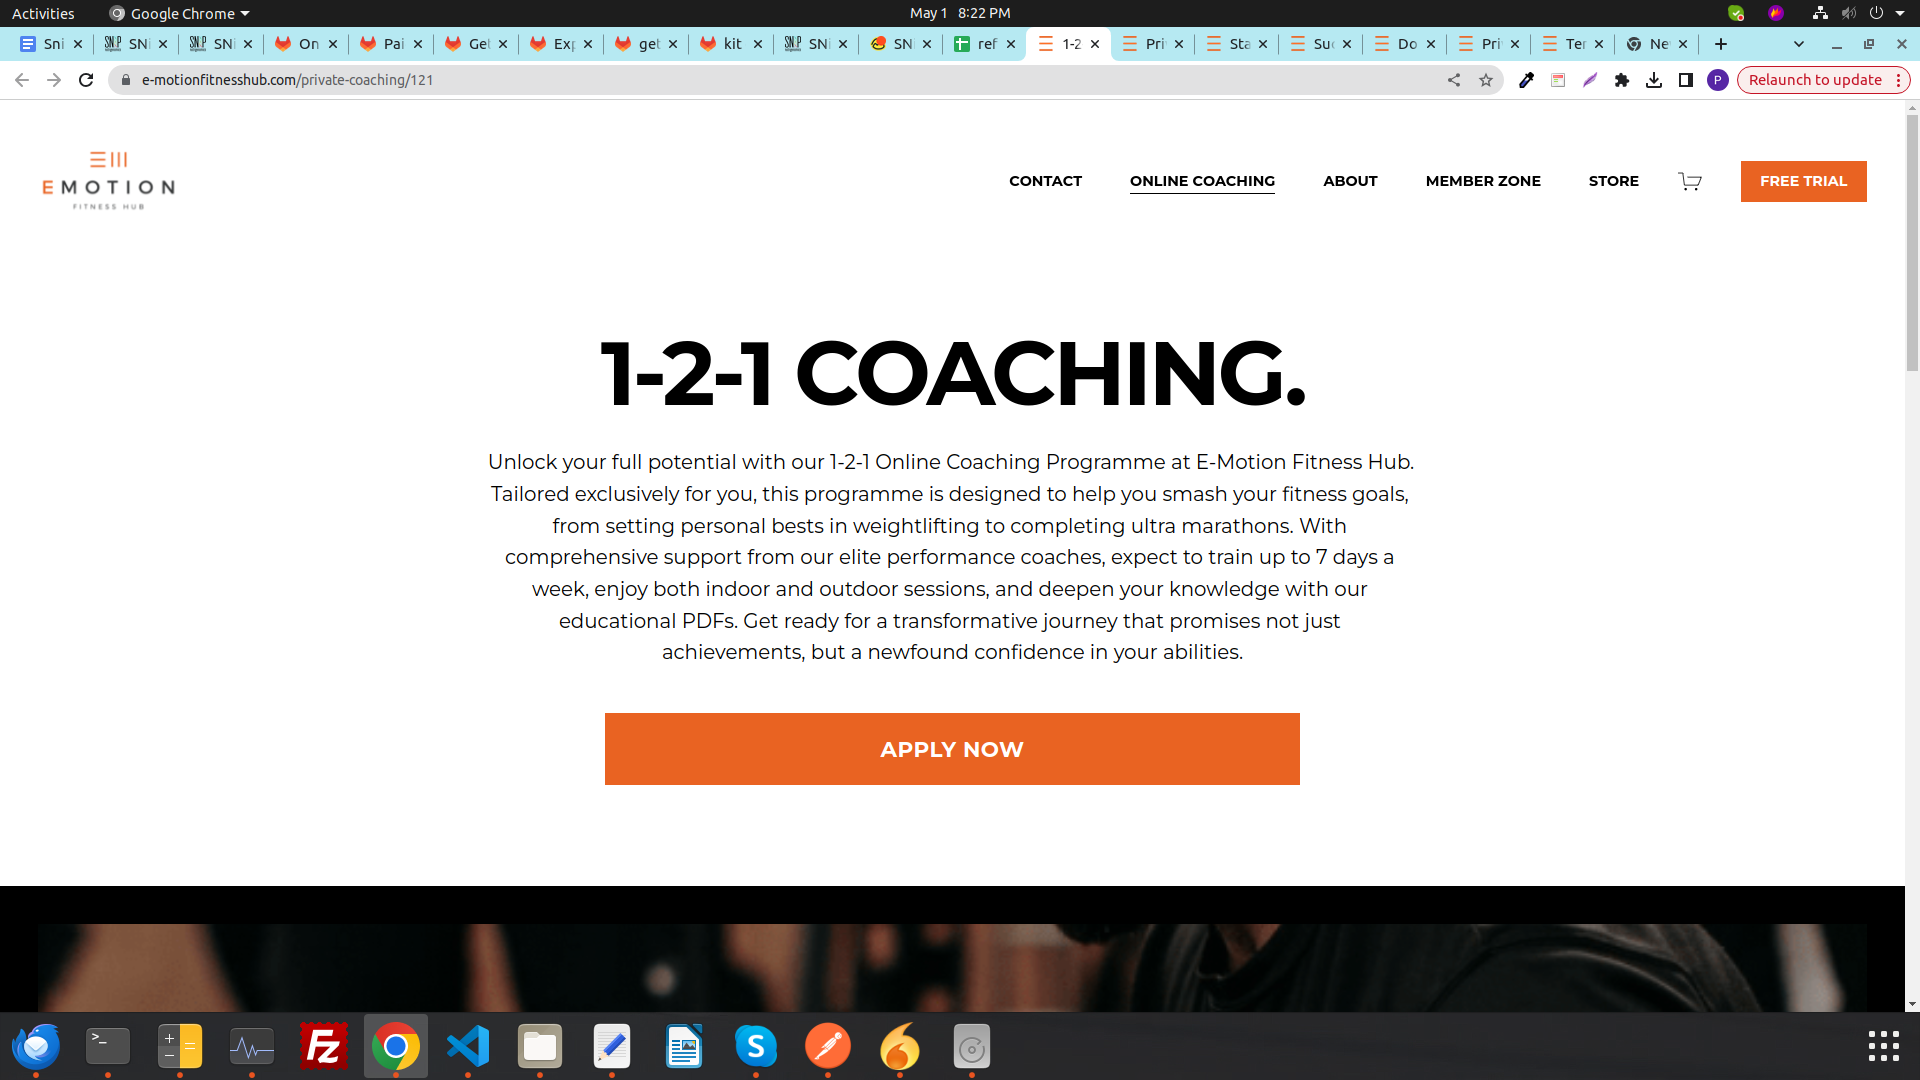 Activities
Google Chrome
May 1 8:22 PM
Sni
SNi
SNi
On
Pai
Get
Exp
get
kit
SNi
SNi
ref
1-2
Pri
Sta
Suc
Do
Pri
Ter
Ne
e-motionfitnesshub.com/private-coaching/121
P
Relaunch to update
EMOTION
FITNESS HUB
CONTACT
ONLINE COACHING
ABOUT
MEMBER ZONE
STORE
FREE TRIAL
1-2-1 COACHING.
Unlock your full potential with our 1-2-1 Online Coaching Programme at E-Motion Fitness Hub.
Tailored exclusively for you, this programme is designed to help you smash your fitness goals,
from setting personal bests in weightlifting to completing ultra marathons. With
comprehensive support from our elite performance coaches, expect to train up to 7 days a
week, enjoy both indoor and outdoor sessions, and deepen your knowledge with our
educational PDFs. Get ready for a transformative journey that promises not just
achievements, but a newfound confidence in your abilities.
APPLY NOW